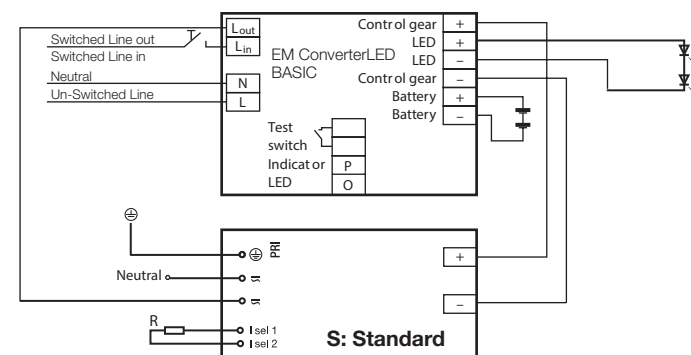 Switched Line out
Switched Line in
Neutral
Un-Switched Line
Lout
Lin
N
L
EM ConverterLED
BASIC
Control gear +
LED +
LED –
Control gear –
Battery +
Battery –
Test
switch
Indicator P
LED O
PRI
Neutral
+
–
R
I sel 1
I sel 2
S: Standard